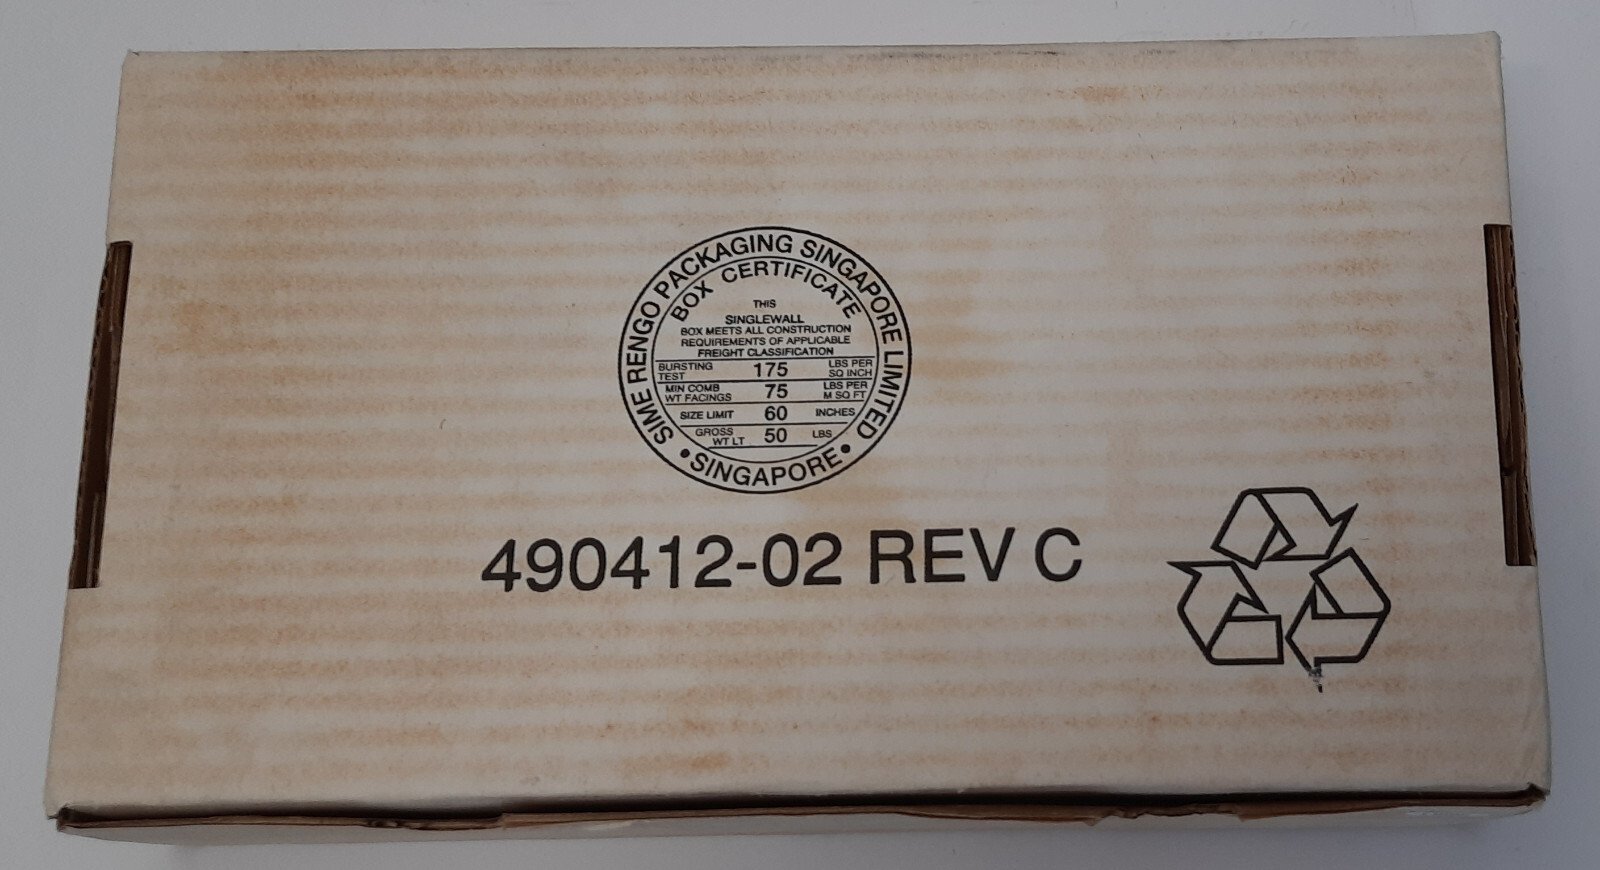 SIME RENGO PACKAGING SINGAPORE LIMITED
BOX CERTIFICATE
THIS
SINGLEWALL
BOX MEETS ALL CONSTRUCTION
REQUIREMENTS OF APPLICABLE
FREIGHT CLASSIFICATION
BURSTING TEST 175 LBS PER SQ INCH
MIN COMB WT FACINGS 75 LBS PER M SQ FT
SIZE LIMIT 60 INCHES
GROSS WT LT 50 LBS
• SINGAPORE •
490412-02 REV C